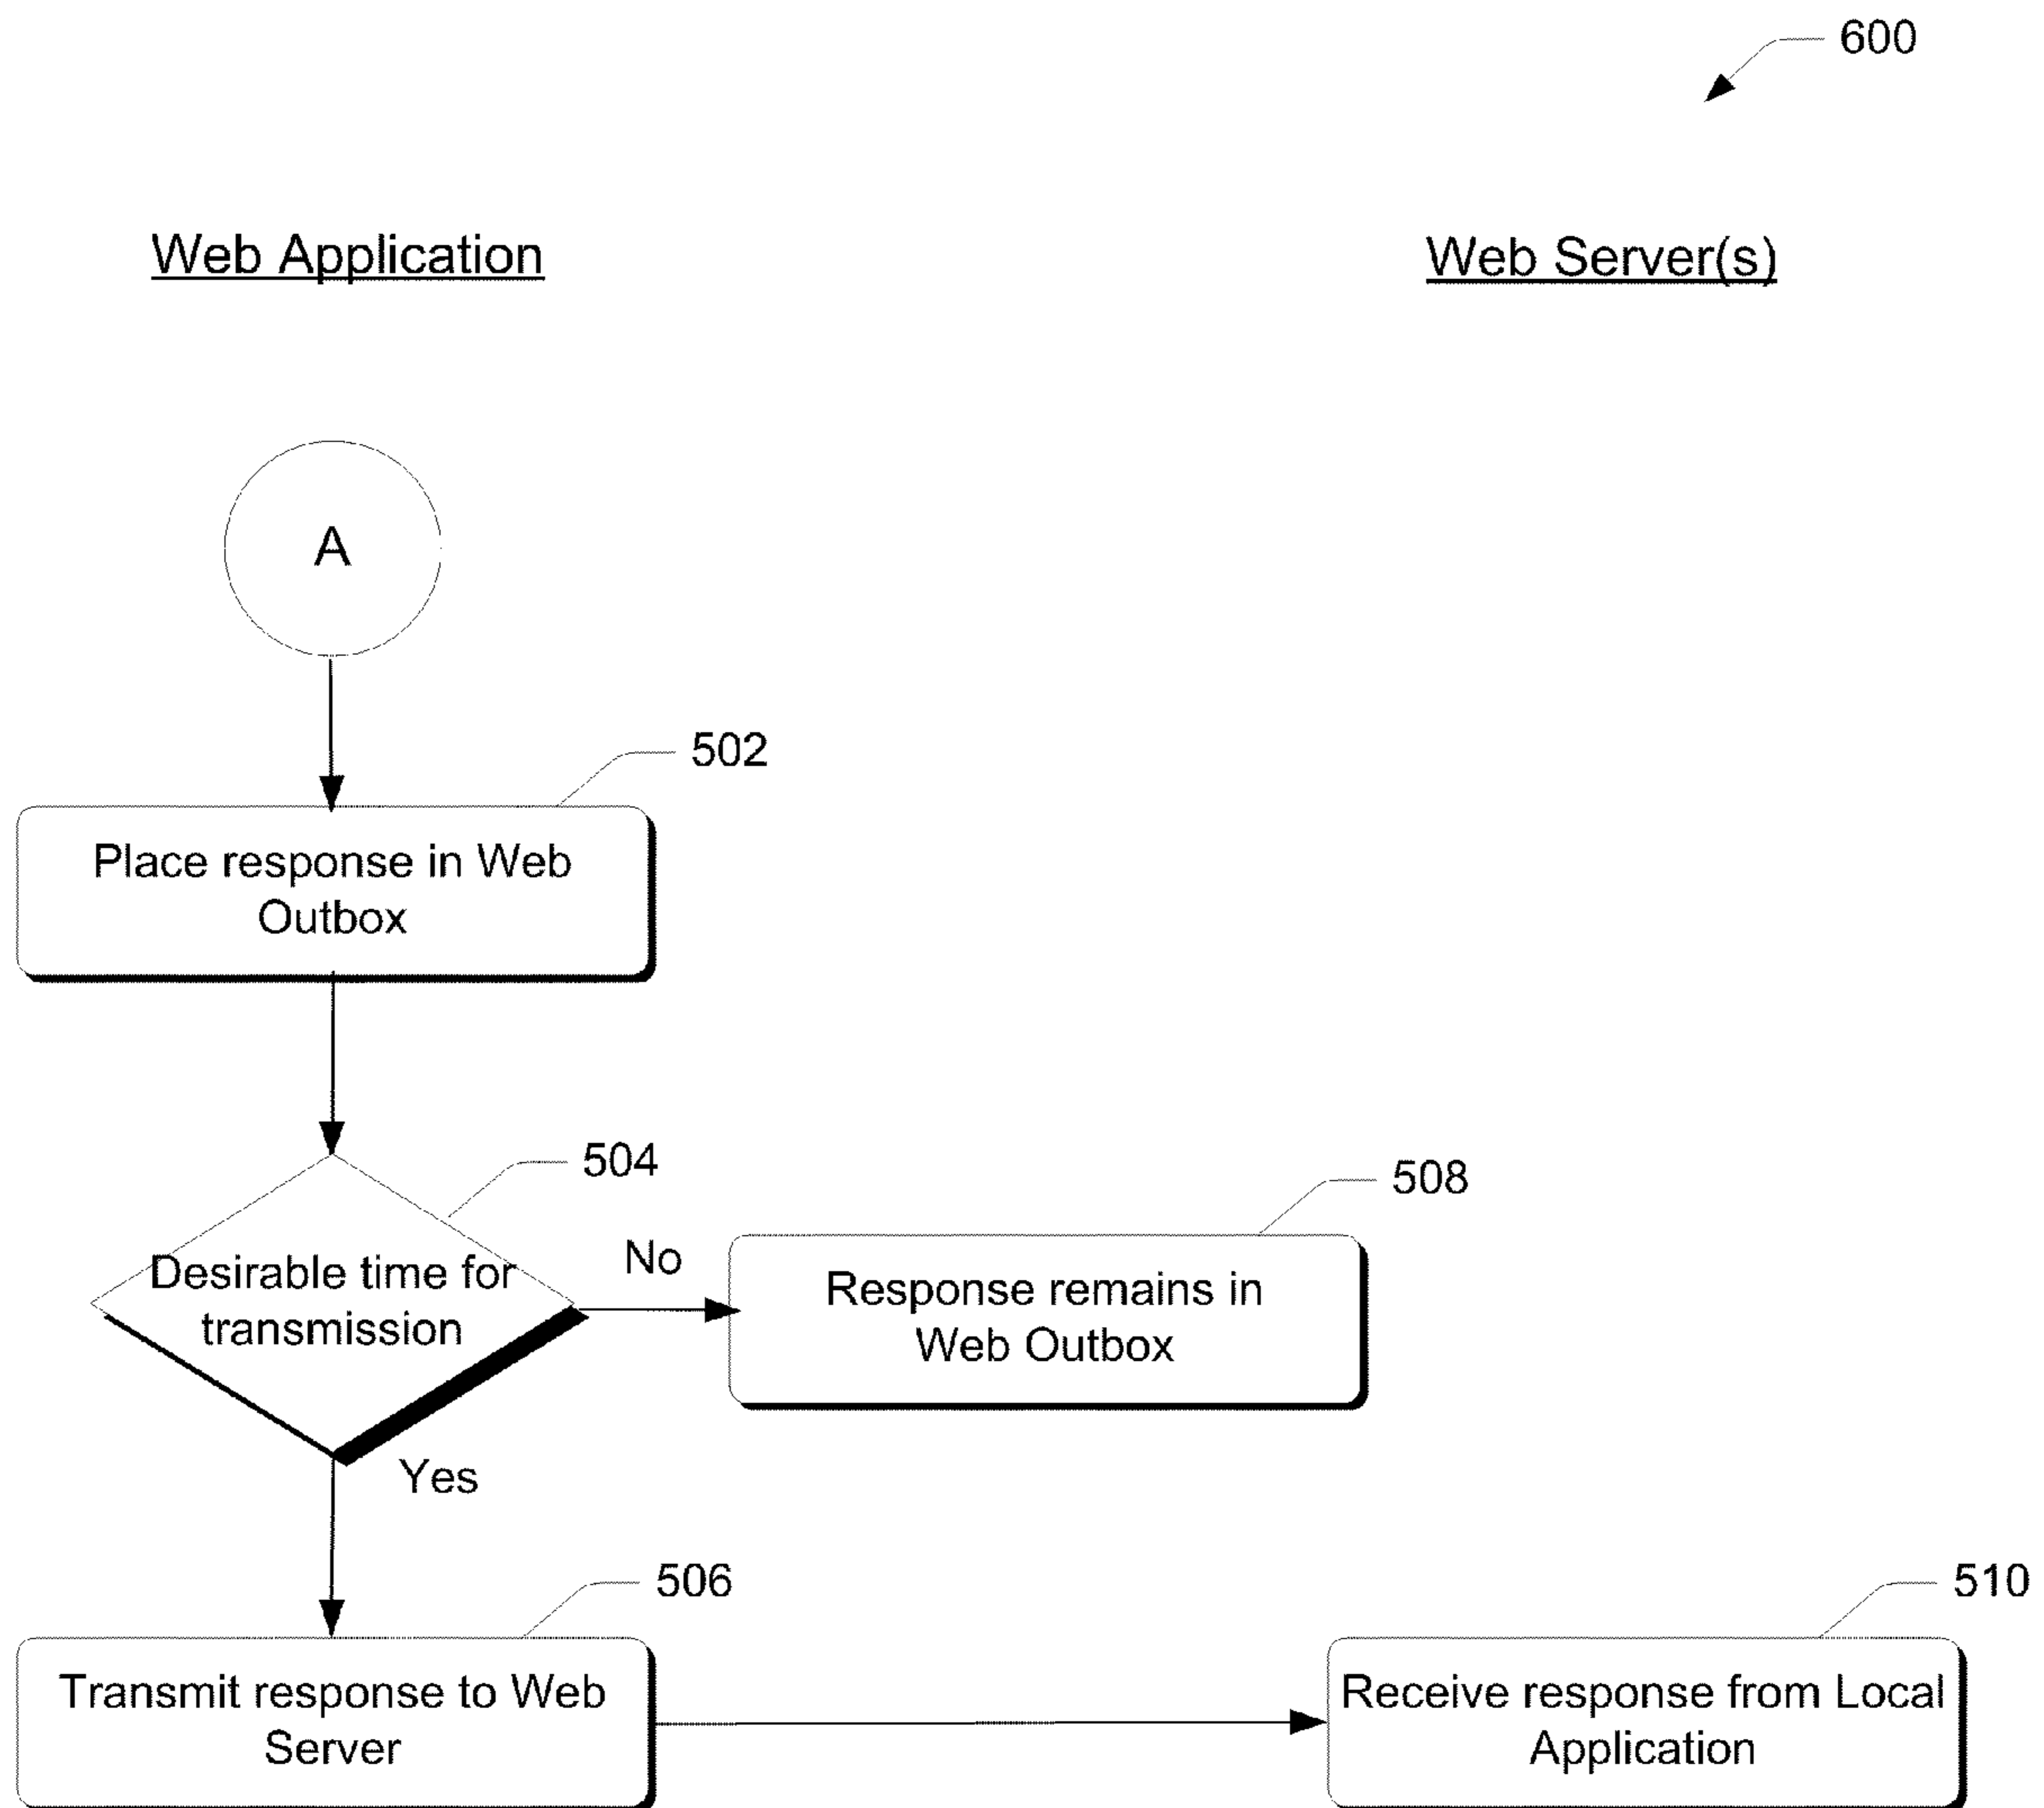 600
Web Application
Web Server(s)
A
502
Place response in Web
Outbox
504
Desirable time for
transmission
No
508
Response remains in
Web Outbox
Yes
506
Transmit response to Web
Server
510
Receive response from Local
Application